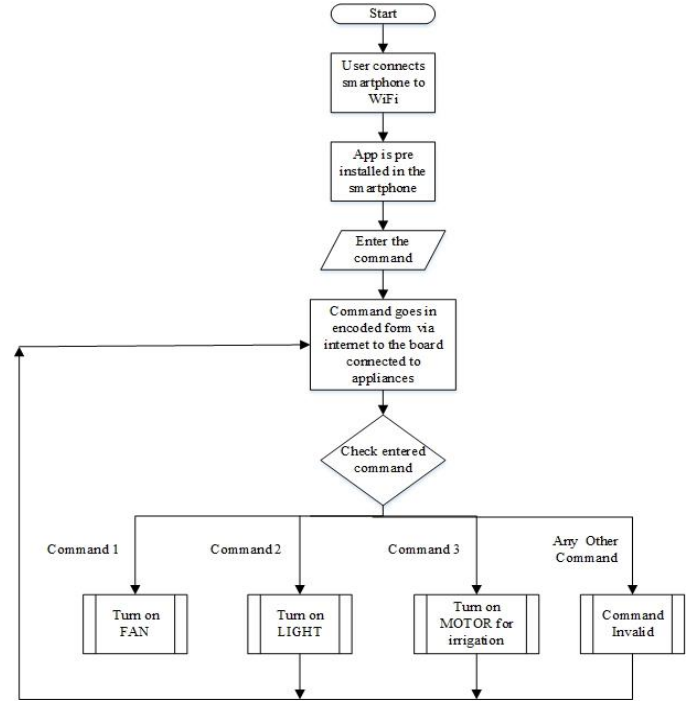 Start
User connects
smartphone to
WiFi
App is pre
installed in the
smartphone
Enter the
command
Command goes in
encoded form via
internet to the board
connected to
appliances
Check entered
command
Command 1
Command 2
Command 3
Any Other
Command
Turn on
FAN
Turn on
LIGHT
Turn on
MOTOR for
irrigation
Command
Invalid